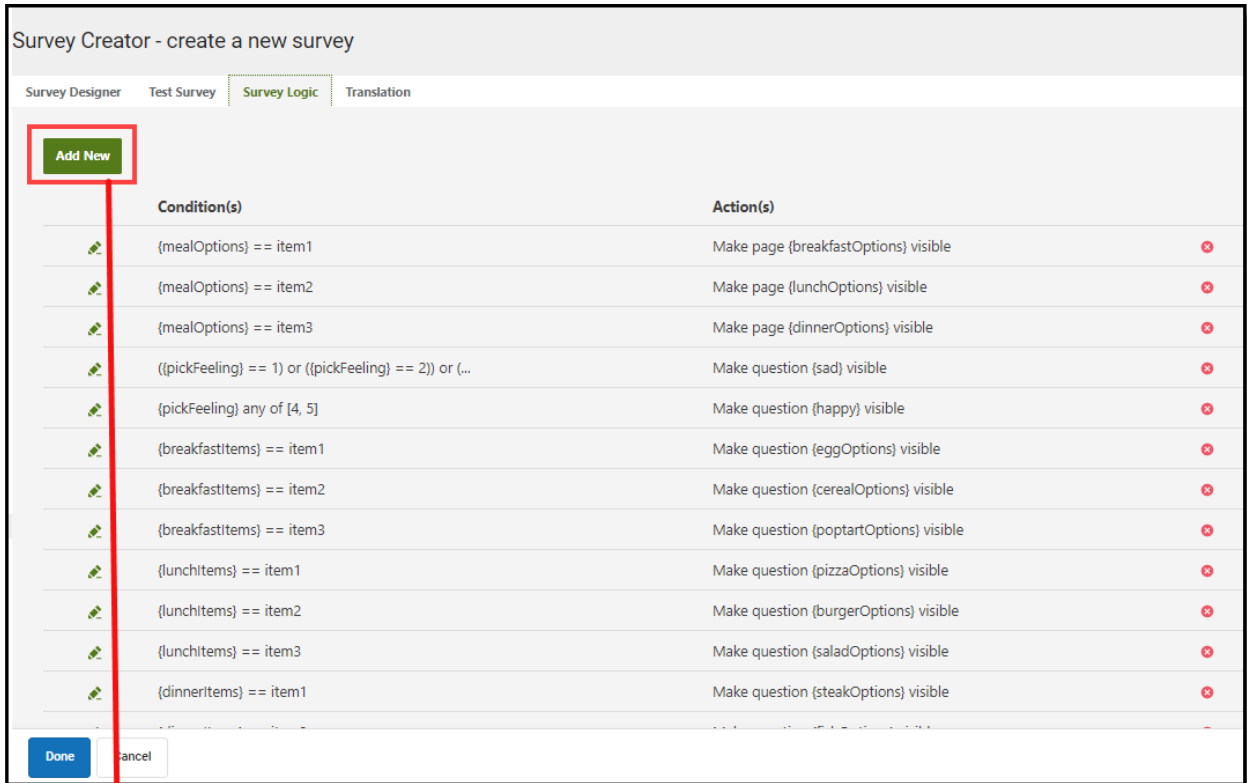 Survey Creator - create a new survey
Survey Designer Test Survey Survey Logic Translation
Add New
Condition(s) Action(s)
{mealOptions} == item1 Make page {breakfastOptions} visible
{mealOptions} == item2 Make page {lunchOptions} visible
{mealOptions} == item3 Make page {dinnerOptions} visible
({pickFeeling} == 1) or ({pickFeeling} == 2)) or (... Make question {sad} visible
{pickFeeling} any of [4, 5] Make question {happy} visible
{breakfastItems} == item1 Make question {eggOptions} visible
{breakfastItems} == item2 Make question {cerealOptions} visible
{breakfastItems} == item3 Make question {poptartOptions} visible
{lunchItems} == item1 Make question {pizzaOptions} visible
{lunchItems} == item2 Make question {burgerOptions} visible
{lunchItems} == item3 Make question {saladOptions} visible
{dinnerItems} == item1 Make question {steakOptions} visible
Done Cancel